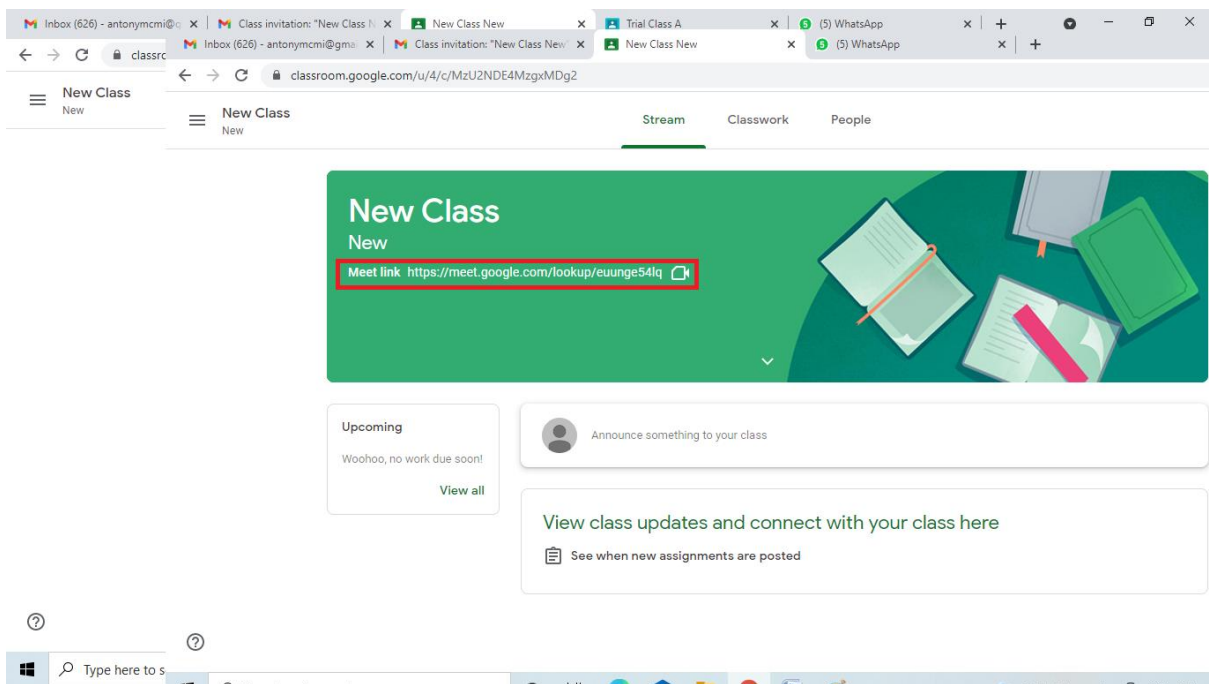 Inbox (626) - antonymcmi@g
Class invitation: "New Class N
New Class New
Trial Class A
(5) WhatsApp
Inbox (626) - antonymcmi@gmai
Class invitation: "New Class New"
New Class New
(5) WhatsApp
classro
classroom.google.com/u/4/c/MzU2NDE4MzgxMDg2
New Class
New
New Class
New
Stream Classwork People
New Class
New
Meet link https://meet.google.com/lookup/euunge54lq
Upcoming
Woohoo, no work due soon!
View all
Announce something to your class
View class updates and connect with your class here
See when new assignments are posted
Type here to s